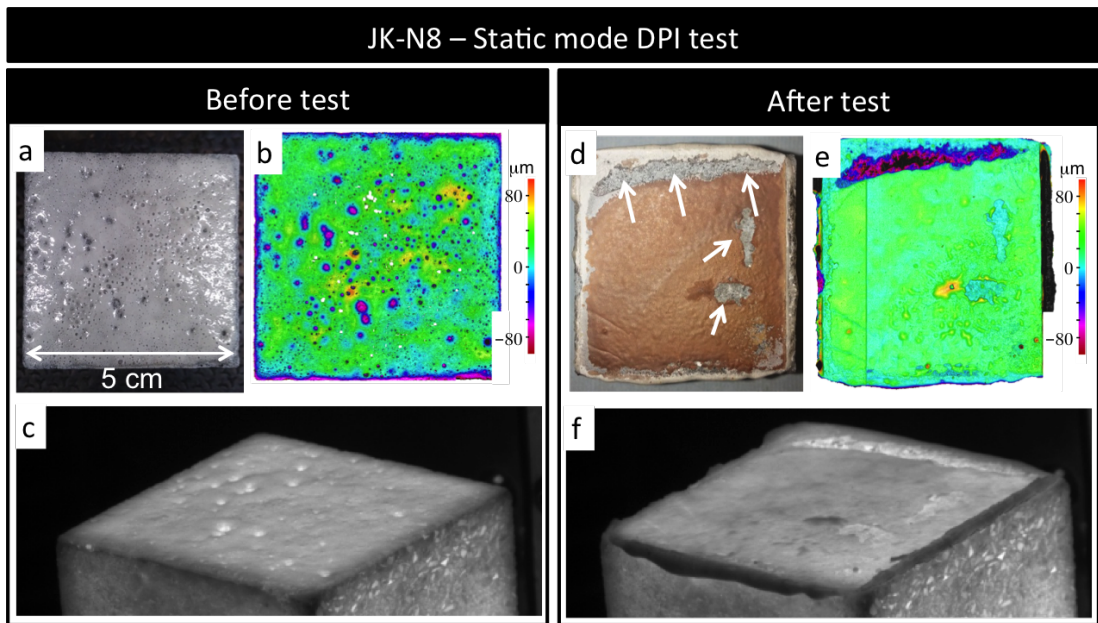 JK-N8 – Static mode DPI test
Before test
After test
a
b
μm
80
0
−80
5 cm
c
d
e
μm
80
0
−80
f